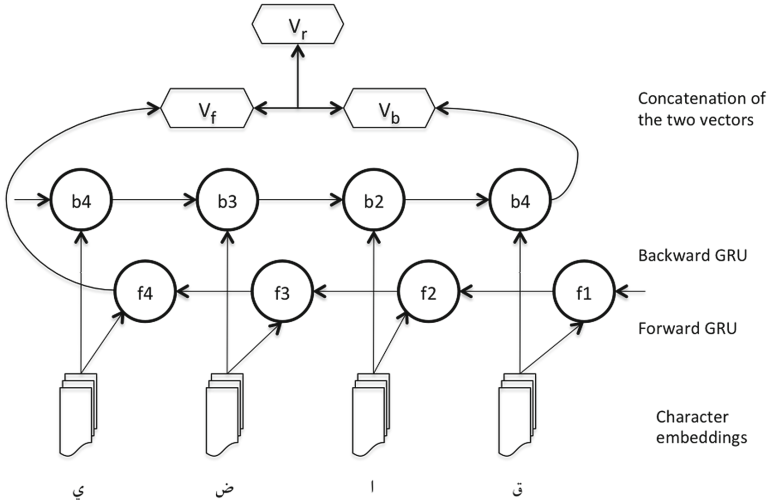 Vr
Vf
Vb
Concatenation of
the two vectors
b4
b3
b2
b4
Backward GRU
f4
f3
f2
f1
Forward GRU
Character
embeddings
ق
ا
ض
ي